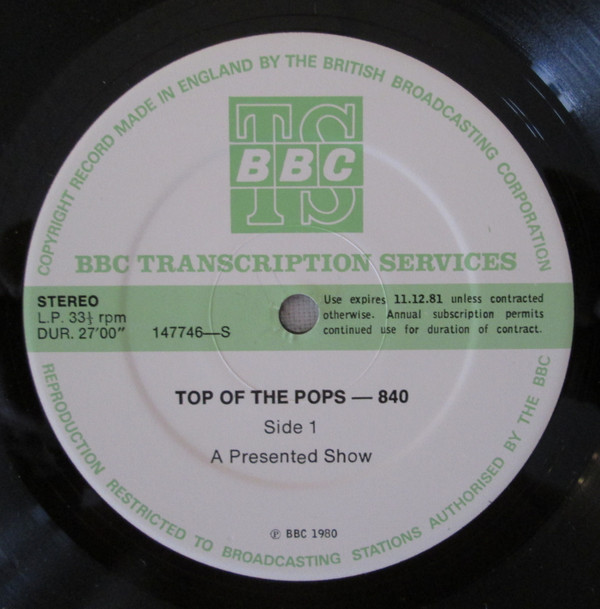 COPYRIGHT RECORD MADE IN ENGLAND BY THE BRITISH BROADCASTING CORPORATION
TS
BBC
BBC TRANSCRIPTION SERVICES
STEREO
L.P. 33⅓ rpm
DUR. 27'00" 147746—S
Use expires 11.12.81 unless contracted
otherwise. Annual subscription permits
continued use for duration of contract.
TOP OF THE POPS — 840
Side 1
A Presented Show
℗ BBC 1980
REPRODUCTION RESTRICTED TO BROADCASTING STATIONS AUTHORISED BY THE BBC